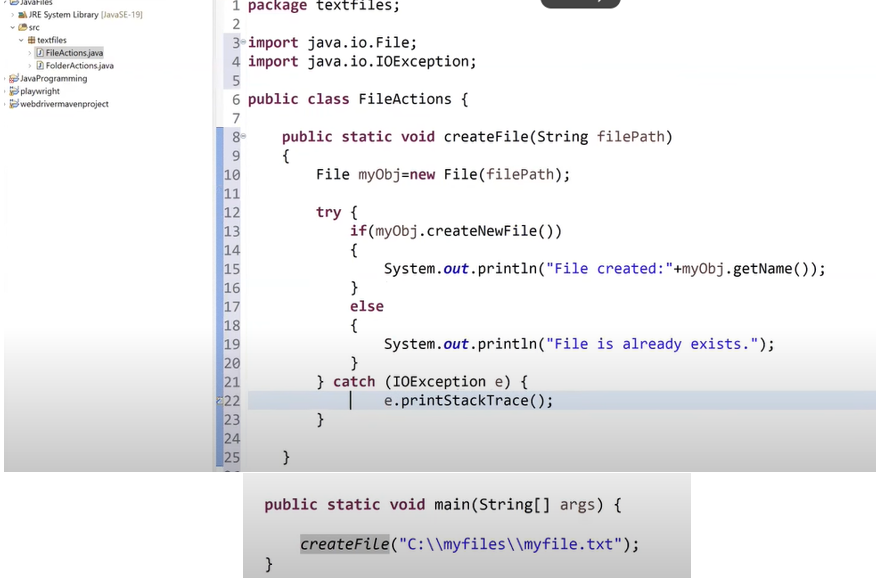 JavaFiles
JRE System Library [JavaSE-19]
src
textfiles
FileActions.java
FolderActions.java
JavaProgramming
playwright
webdrivermavenproject
1 package textfiles;
2
3 import java.io.File;
4 import java.io.IOException;
5
6 public class FileActions {
7
8 public static void createFile(String filePath)
9 {
10 File myObj=new File(filePath);
11
12 try {
13 if(myObj.createNewFile())
14 {
15 System.out.println("File created:"+myObj.getName());
16 }
17 else
18 {
19 System.out.println("File is already exists.");
20 }
21 } catch (IOException e) {
22 e.printStackTrace();
23 }
24
25 }
public static void main(String[] args) {
createFile("C:\\myfiles\\myfile.txt");
}